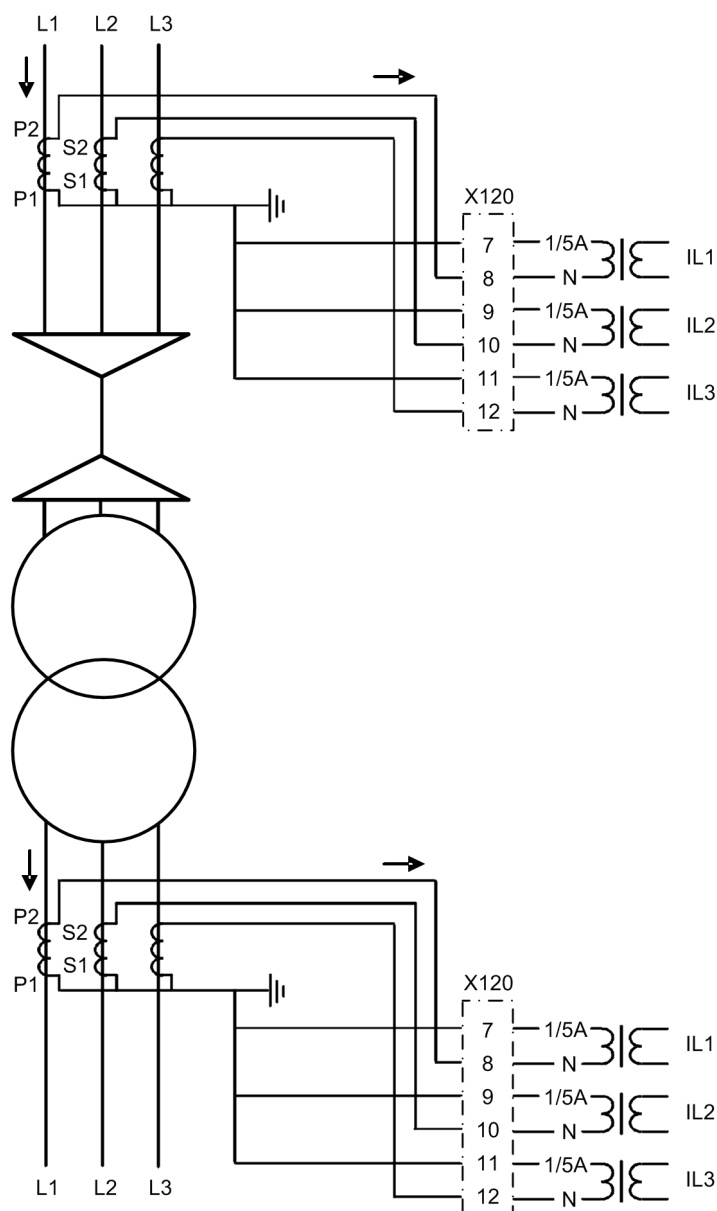 L1 L2 L3
P2
S2
S1
P1
X120
7 1/5A
IL1
8 N
9 1/5A
IL2
10 N
11 1/5A
IL3
12 N
P2
S2
S1
P1
X120
7 1/5A
IL1
8 N
9 1/5A
IL2
10 N
11 1/5A
L1 L2 L3
IL3
12 N